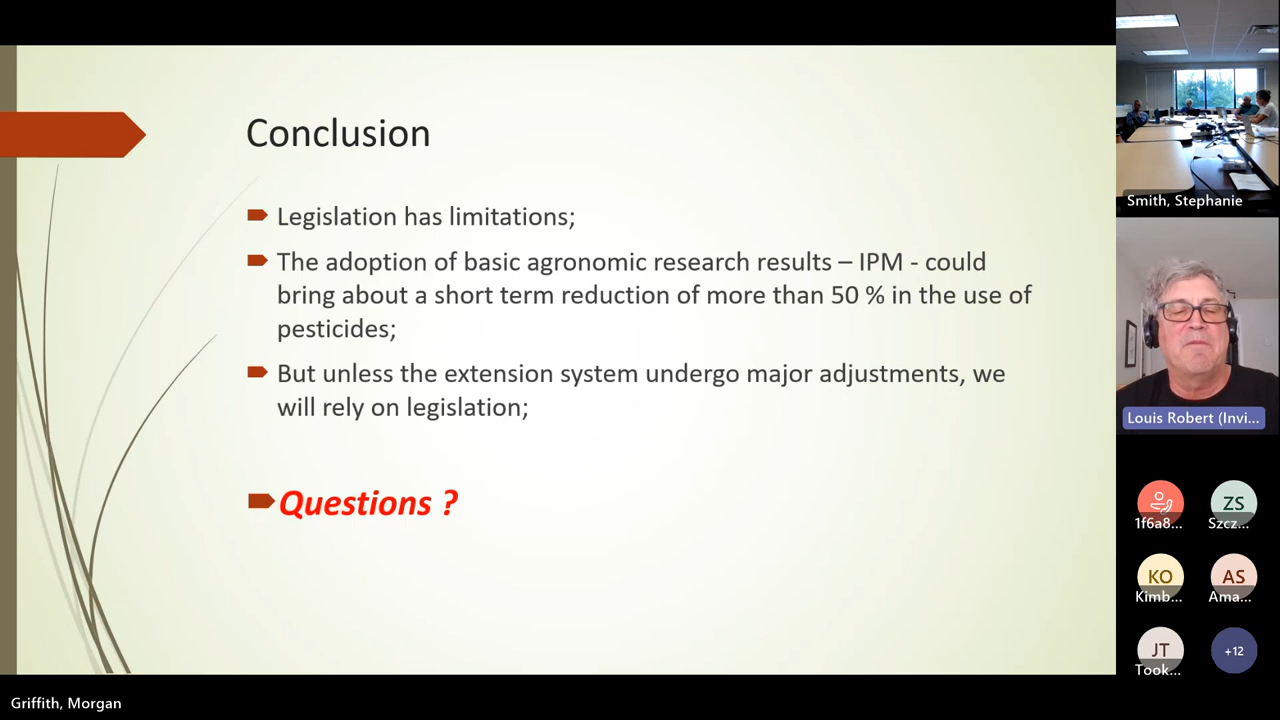 Conclusion
Legislation has limitations;
The adoption of basic agronomic research results – IPM - could
bring about a short term reduction of more than 50 % in the use of
pesticides;
But unless the extension system undergo major adjustments, we
will rely on legislation;
Questions ?
Smith, Stephanie
Louis Robert (Invi...
1f6a8...
ZS
Szcz...
KO
Kimb...
AS
Ama...
JT
Took...
+12
Griffith, Morgan